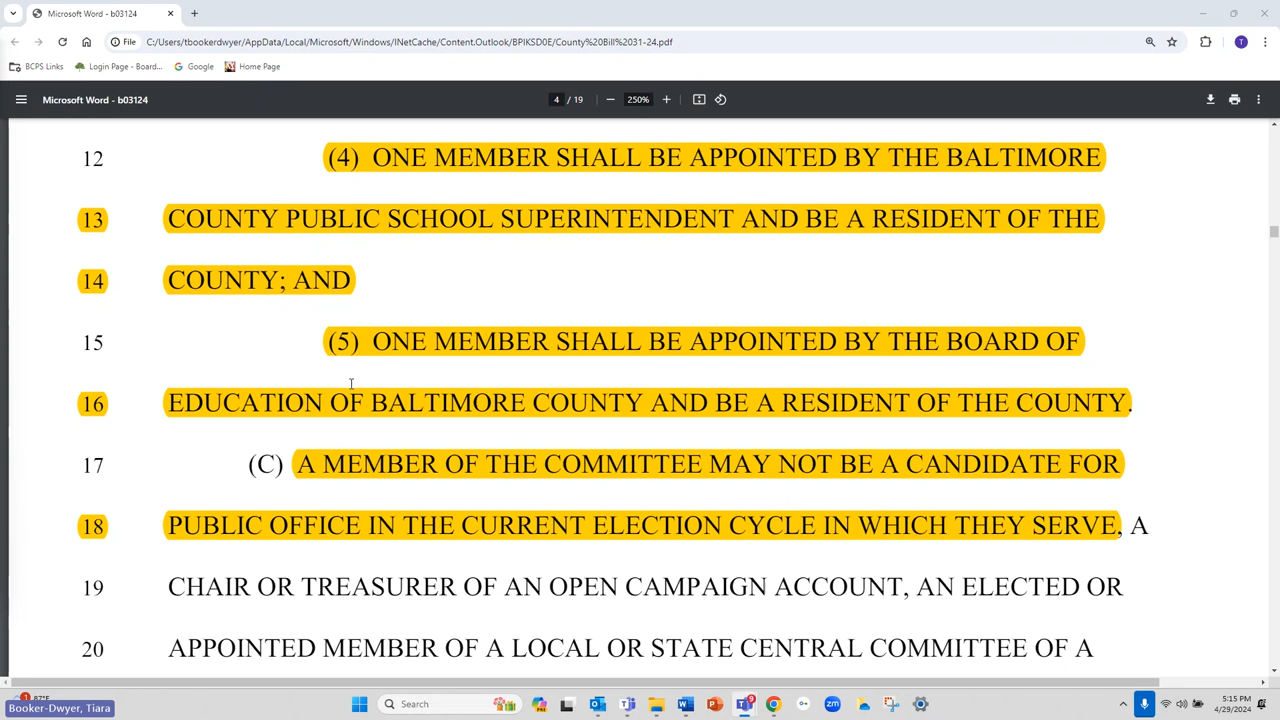 Microsoft Word - b03124
File C:/Users/tbookerdwyer/AppData/Local/Microsoft/Windows/INetCache/Content.Outlook/BPIKSD0E/County%20Bill%2031-24.pdf
BCPS Links Login Page - Board... Google Home Page
Microsoft Word - b03124 4 / 19 250%
12 (4) ONE MEMBER SHALL BE APPOINTED BY THE BALTIMORE
13 COUNTY PUBLIC SCHOOL SUPERINTENDENT AND BE A RESIDENT OF THE
14 COUNTY; AND
15 (5) ONE MEMBER SHALL BE APPOINTED BY THE BOARD OF
16 EDUCATION OF BALTIMORE COUNTY AND BE A RESIDENT OF THE COUNTY.
17 (C) A MEMBER OF THE COMMITTEE MAY NOT BE A CANDIDATE FOR
18 PUBLIC OFFICE IN THE CURRENT ELECTION CYCLE IN WHICH THEY SERVE, A
19 CHAIR OR TREASURER OF AN OPEN CAMPAIGN ACCOUNT, AN ELECTED OR
20 APPOINTED MEMBER OF A LOCAL OR STATE CENTRAL COMMITTEE OF A
87°F
Booker-Dwyer, Tiara
Search
5:15 PM
4/29/2024